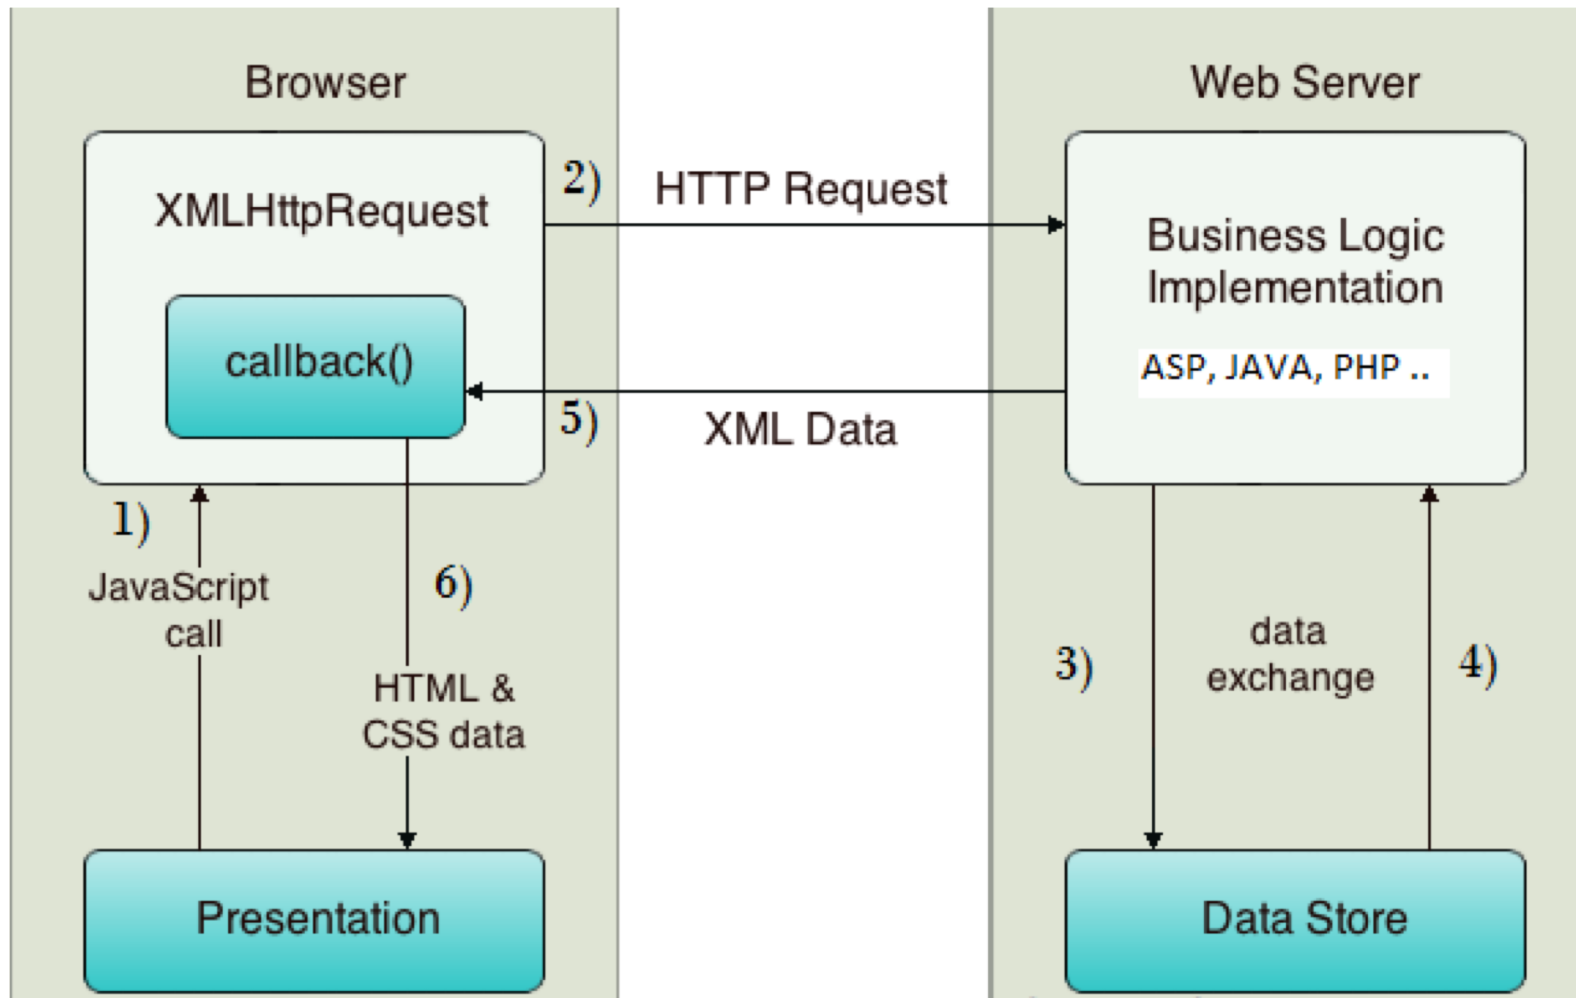 Browser
Web Server
XMLHttpRequest
2)
HTTP Request
Business Logic
Implementation
ASP, JAVA, PHP ..
callback()
5)
XML Data
1)
JavaScript
call
6)
HTML &
CSS data
3)
data
exchange
4)
Presentation
Data Store